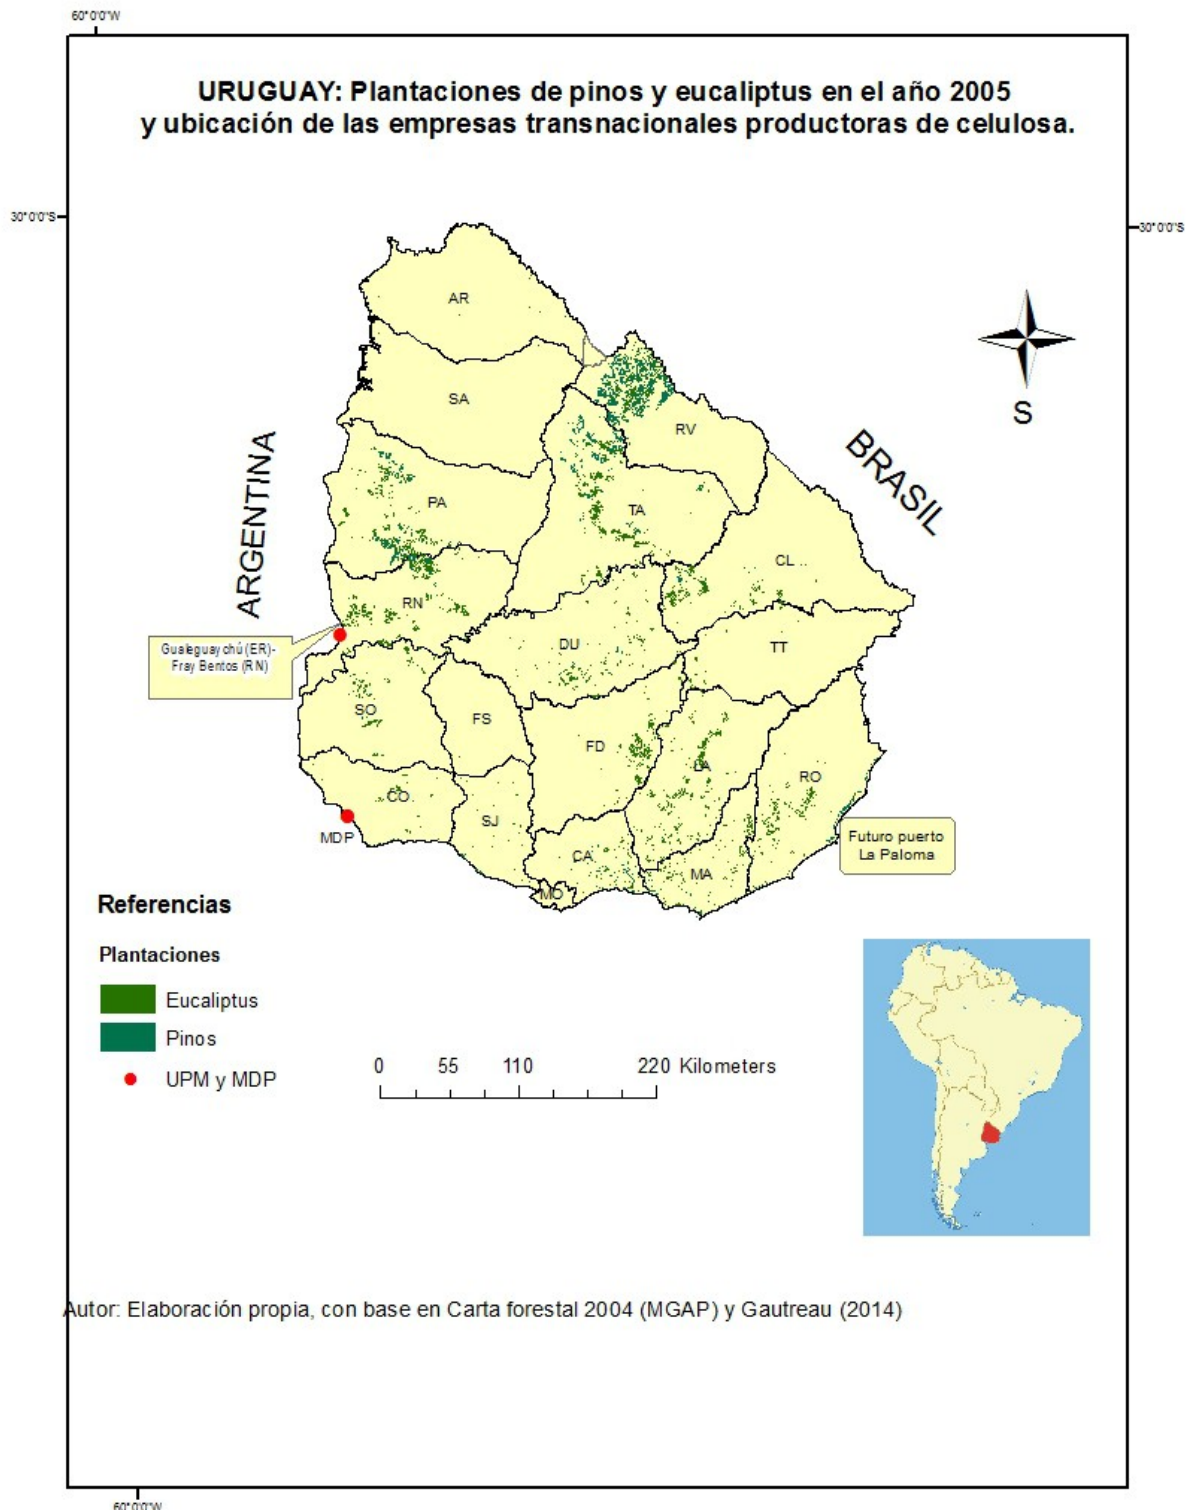 60°0'0"W
URUGUAY: Plantaciones de pinos y eucaliptus en el año 2005
y ubicación de las empresas transnacionales productoras de celulosa.
30°0'0"S
30°0'0"S
AR
SA
RV
S
ARGENTINA
BRASIL
PA
TA
CL
RN
Gualeguaychú (ER)-
Fray Bentos (RN)
DU
TT
SO
FS
FD
LA
RO
CO
SJ
MDP
Futuro puerto
La Paloma
CA
MA
MO
Referencias
Plantaciones
Eucaliptus
Pinos
UPM y MDP
0 55 110 220 Kilometers
Autor: Elaboración propia, con base en Carta forestal 2004 (MGAP) y Gautreau (2014)
60°0'0"W